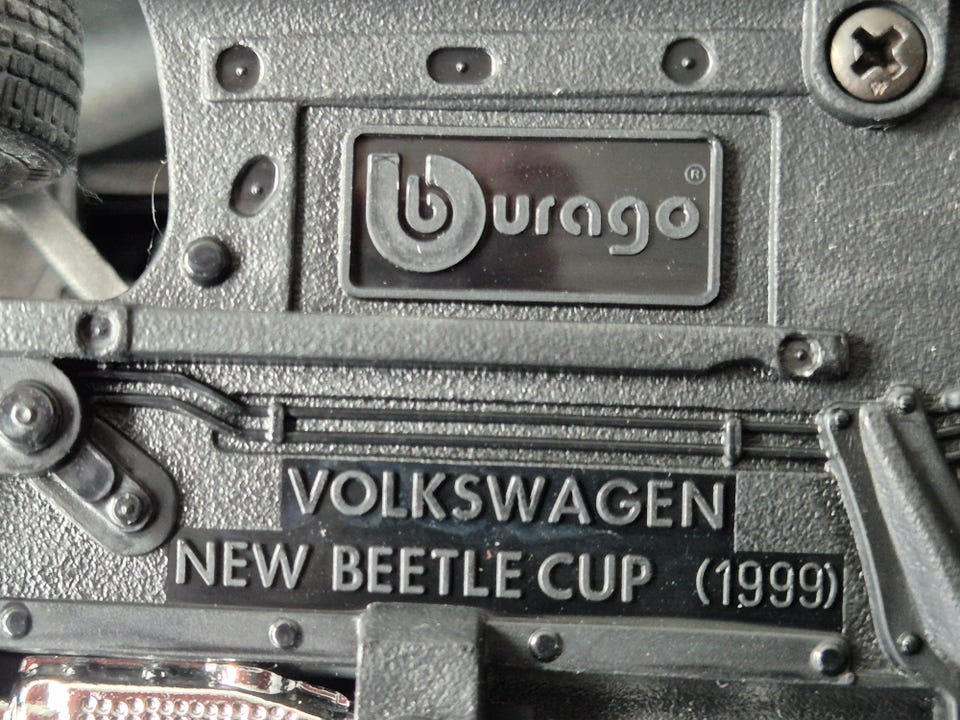 burago ®
VOLKSWAGEN
NEW BEETLE CUP (1999)